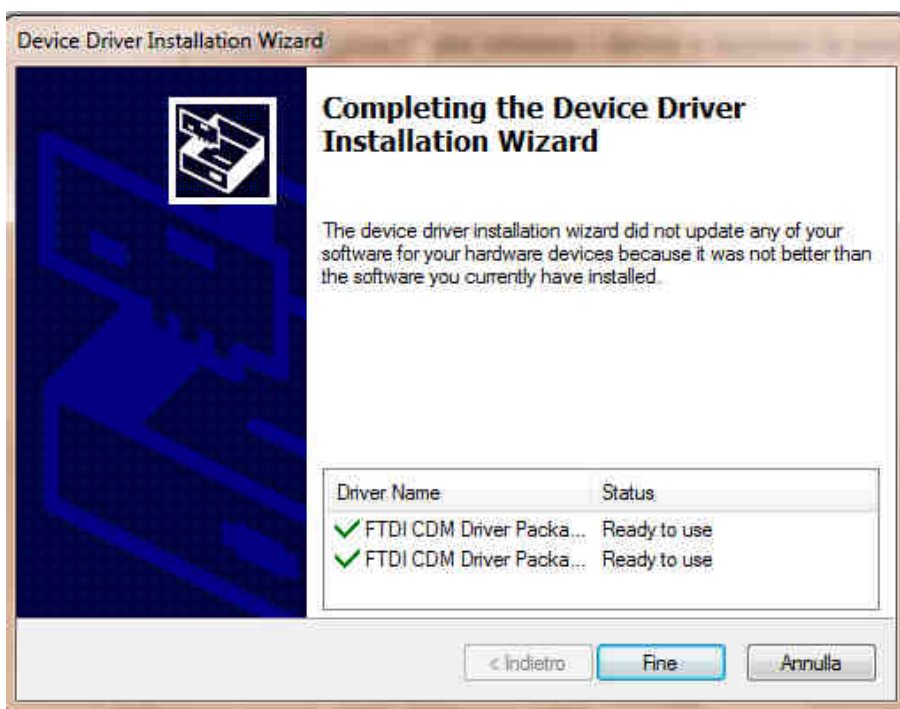 Device Driver Installation Wizard
Completing the Device Driver
Installation Wizard
The device driver installation wizard did not update any of your
software for your hardware devices because it was not better than
the software you currently have installed.
Driver Name Status
FTDI CDM Driver Packa... Ready to use
FTDI CDM Driver Packa... Ready to use
< Indietro Fine Annulla